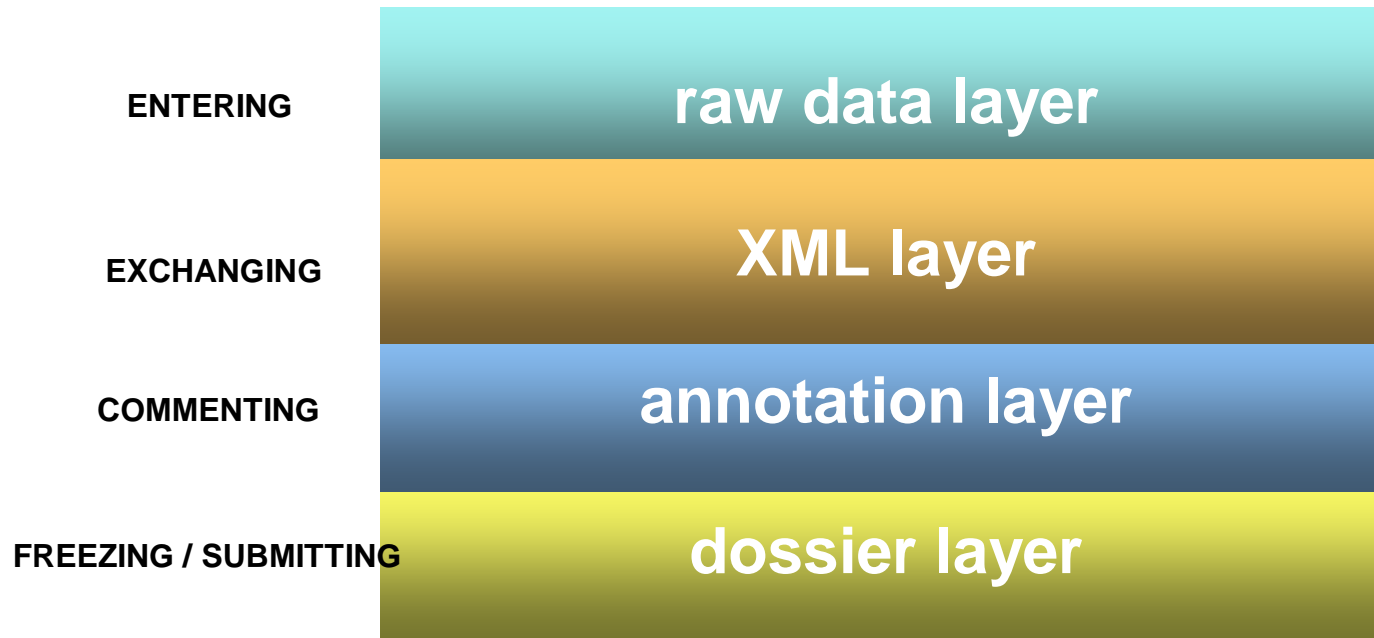 ENTERING
raw data layer
EXCHANGING
XML layer
COMMENTING
annotation layer
FREEZING / SUBMITTING
dossier layer